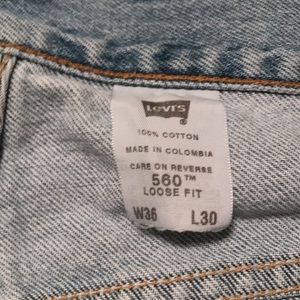 Levi's
®
100% COTTON
MADE IN COLOMBIA
CARE ON REVERSE
560™
LOOSE FIT
W36 L30